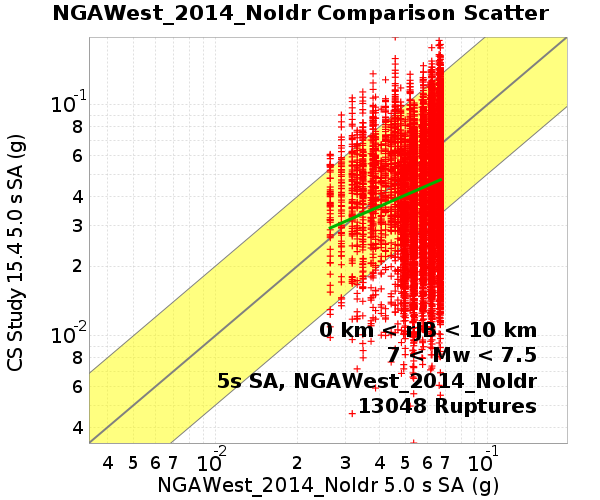 NGAWest_2014_NoIdr Comparison Scatter
CS Study 15.4 5.0 s SA (g)
10^-1
8
6
4
3
2
10^-2
8
6
4
0 km < rJB < 10 km
7 < Mw < 7.5
5s SA, NGAWest_2014_NoIdr
13048 Ruptures
4 5 6 7 10^-2 2 3 4 5 6 7 10^-1
NGAWest_2014_NoIdr 5.0 s SA (g)